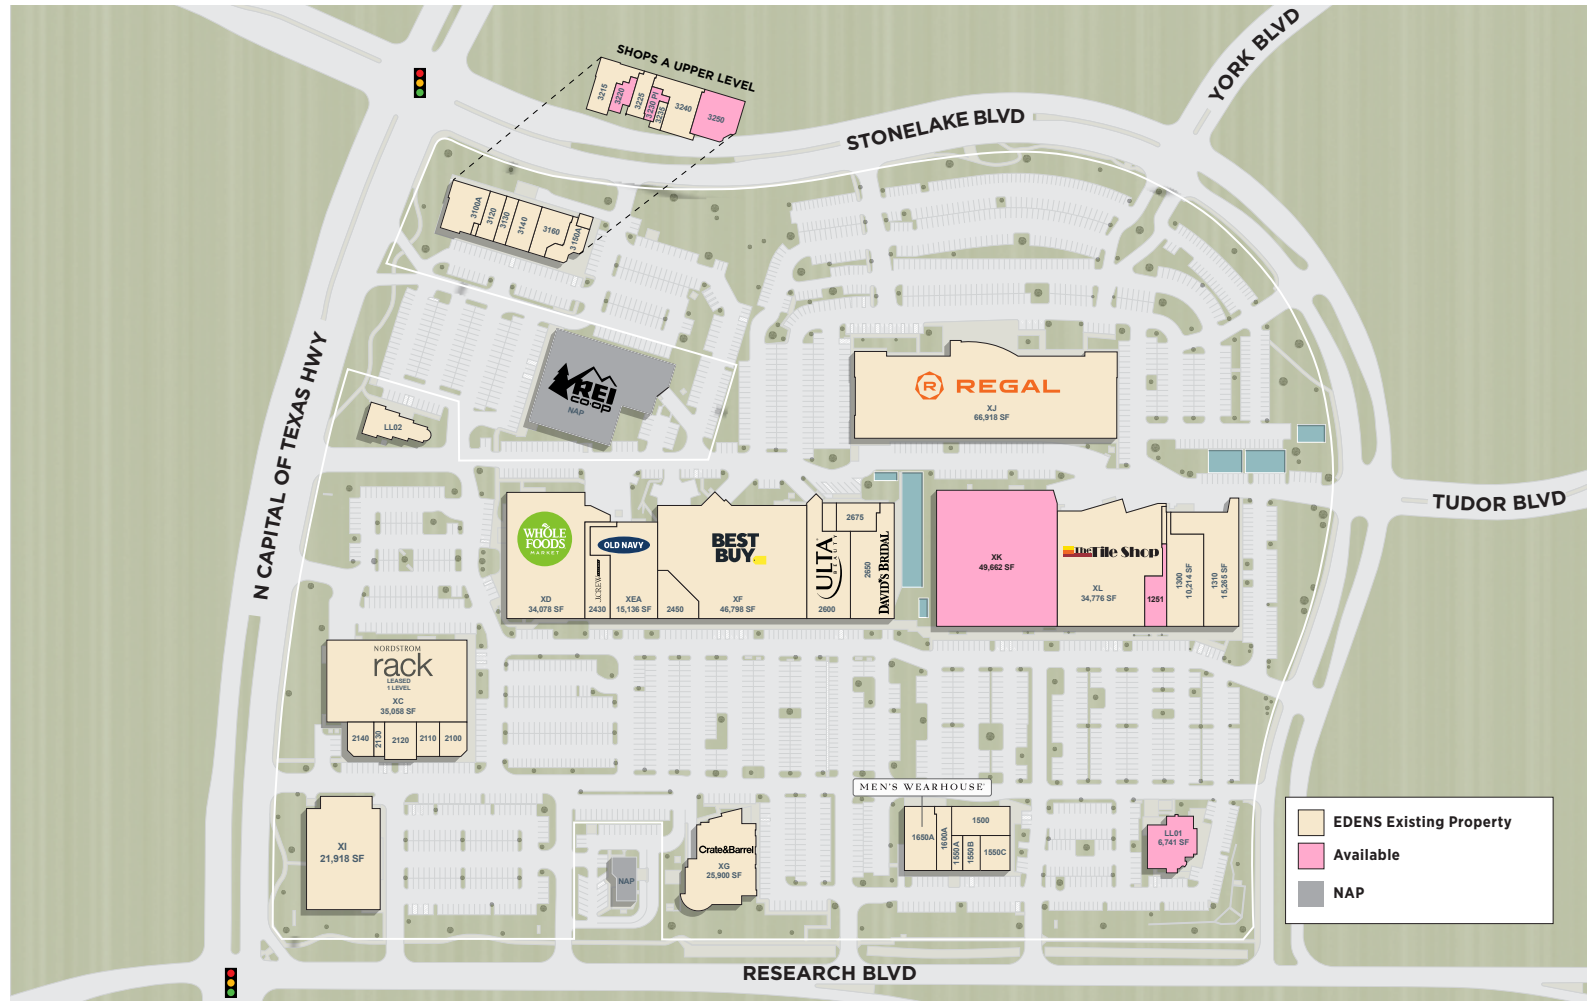 SHOPS A UPPER LEVEL
3215
3220
3225
3230 PI
3235
3240
3250
YORK BLVD
STONELAKE BLVD
3100A
3120
3130
3140
3160
3150A
N CAPITAL OF TEXAS HWY
REI
CO·OP
NAP
LL02
R REGAL
XJ
66,918 SF
TUDOR BLVD
WHOLE
FOODS
MARKET
XD
34,078 SF
OLD NAVY
J.CREW
2430
XEA
15,136 SF
2450
BEST
BUY
XF
46,798 SF
ULTA
BEAUTY
2600
2675
2650
DAVID'S BRIDAL
XK
49,662 SF
The Tile Shop
XL
34,776 SF
1251
1300
10,214 SF
1310
15,265 SF
NORDSTROM
rack
LEASED
1 LEVEL
XC
35,058 SF
2140
2130
2120
2110
2100
XI
21,918 SF
NAP
Crate&Barrel
XG
25,900 SF
MEN'S WEARHOUSE
1650A
1600A
1500
1550A
1550B
1550C
LL01
6,741 SF
EDENS Existing Property
Available
NAP
RESEARCH BLVD